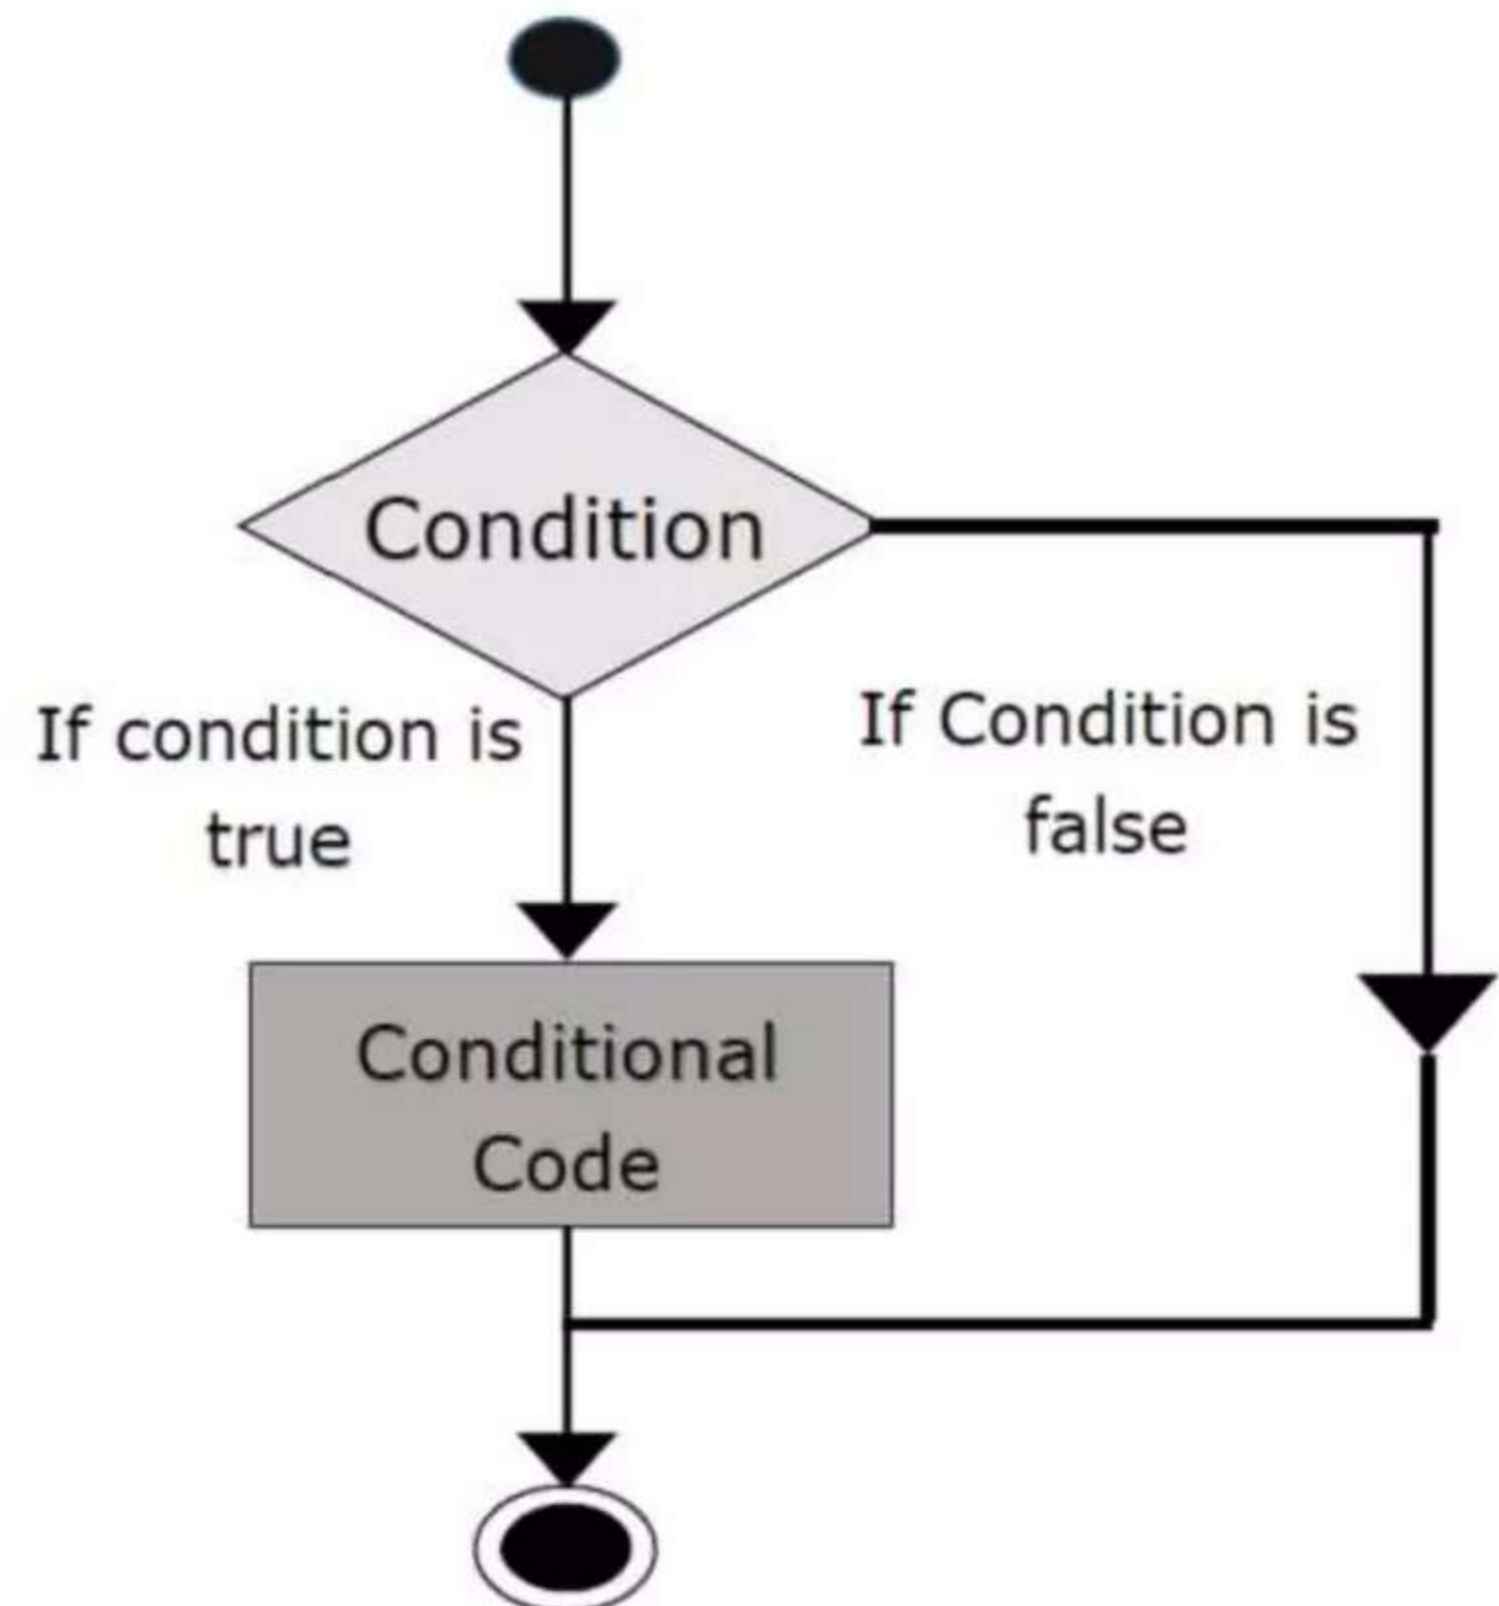 Condition
If condition is
true
If Condition is
false
Conditional
Code